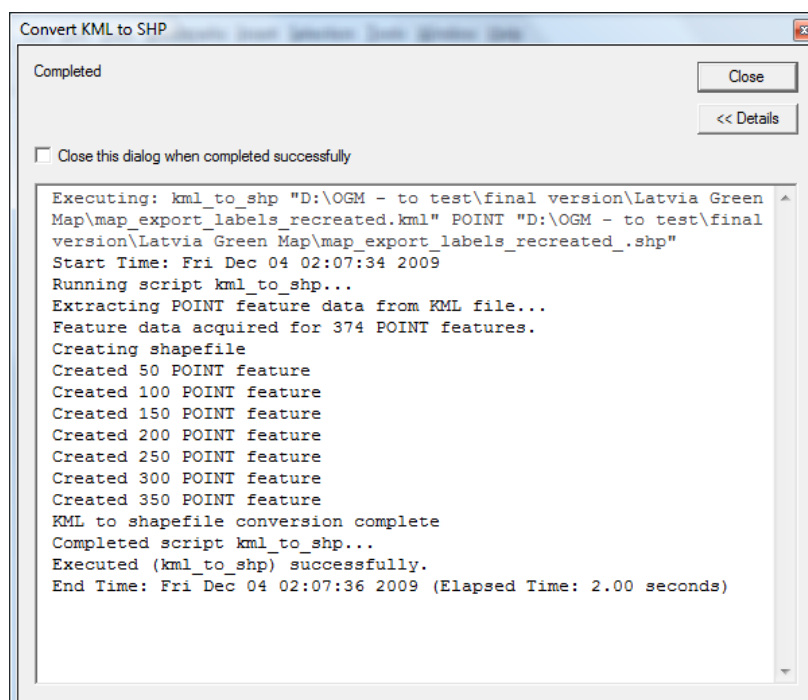 Convert KML to SHP
Completed
Close
<< Details
Close this dialog when completed successfully
Executing: kml_to_shp "D:\OGM - to test\final version\Latvia Green
Map\map_export_labels_recreated.kml" POINT "D:\OGM - to test\final
version\Latvia Green Map\map_export_labels_recreated_.shp"
Start Time: Fri Dec 04 02:07:34 2009
Running script kml_to_shp...
Extracting POINT feature data from KML file...
Feature data acquired for 374 POINT features.
Creating shapefile
Created 50 POINT feature
Created 100 POINT feature
Created 150 POINT feature
Created 200 POINT feature
Created 250 POINT feature
Created 300 POINT feature
Created 350 POINT feature
KML to shapefile conversion complete
Completed script kml_to_shp...
Executed (kml_to_shp) successfully.
End Time: Fri Dec 04 02:07:36 2009 (Elapsed Time: 2.00 seconds)